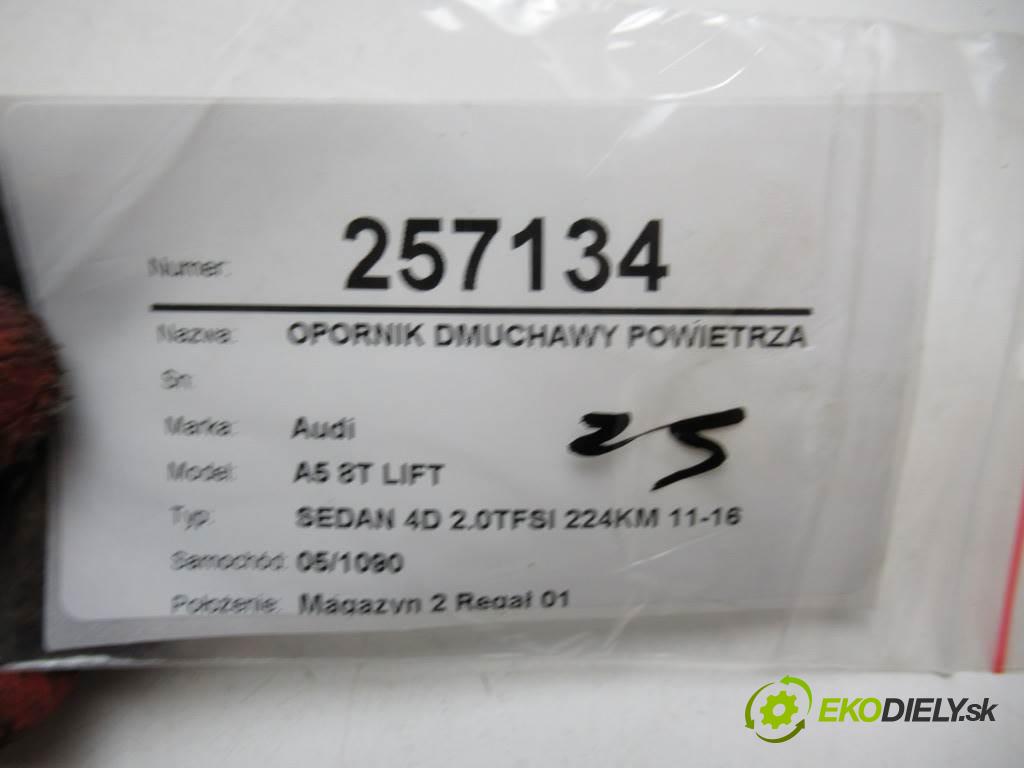 Numer: 257134
Nazwa: OPORNIK DMUCHAWY POWIETRZA
Sn:
Marka: Audi
25
Model: A5 8T LIFT
Typ: SEDAN 4D 2.0TFSI 224KM 11-16
Samochód: 05/1090
Położenie: Magazyn 2 Regał 01
EKODIELY.sk